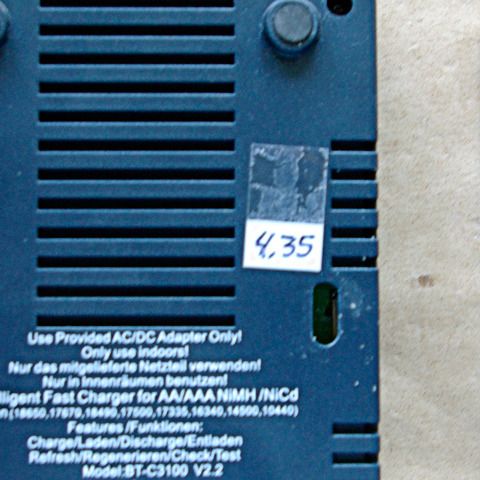 4,35
Use Provided AC/DC Adapter Only!
Only use indoors!
Nur das mitgelieferte Netzteil verwenden!
Nur in Innenräumen benutzen!
lligent Fast Charger for AA/AAA NiMH /NiCd
n (18650,17670,18490,17500,17335,16340,14500,10440)
Features /Funktionen:
Charge/Laden/Discharge/Entladen
Refresh/Regenerieren/Check/Test
Model:BT-C3100 V2.2